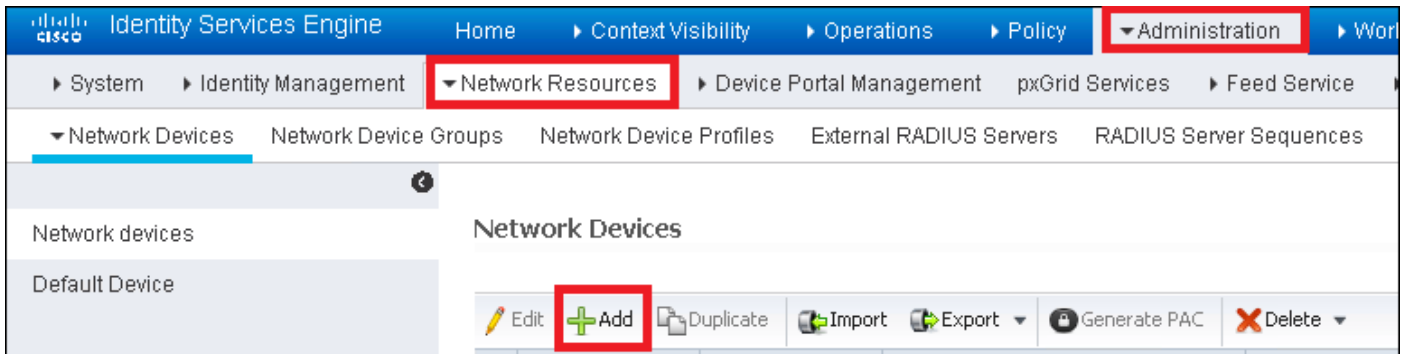 cisco Identity Services Engine Home Context Visibility Operations Policy Administration
System Identity Management Network Resources Device Portal Management pxGrid Services Feed Service
Network Devices Network Device Groups Network Device Profiles External RADIUS Servers RADIUS Server Sequences
Network devices
Default Device
Network Devices
Edit Add Duplicate Import Export Generate PAC Delete